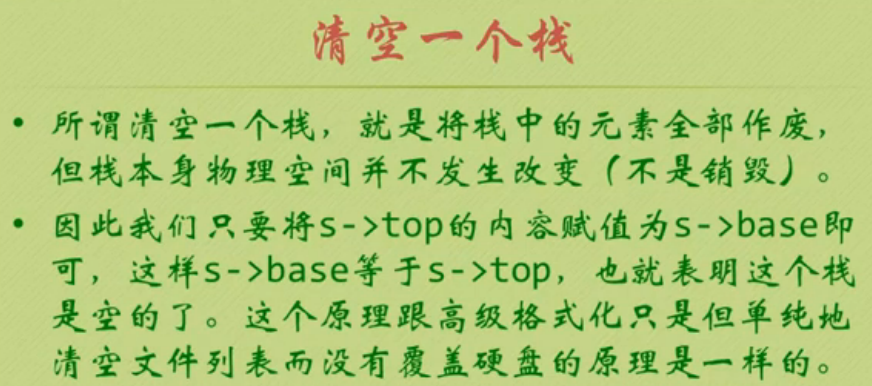 清空一个栈
• 所谓清空一个栈，就是将栈中的元素全部作废，
但栈本身物理空间并不发生改变（不是销毁）。
• 因此我们只要将s->top的内容赋值为s->base即
可，这样s->base等于s->top，也就表明这个栈
是空的了。这个原理跟高级格式化只是但单纯地
清空文件列表而没有覆盖硬盘的原理是一样的。